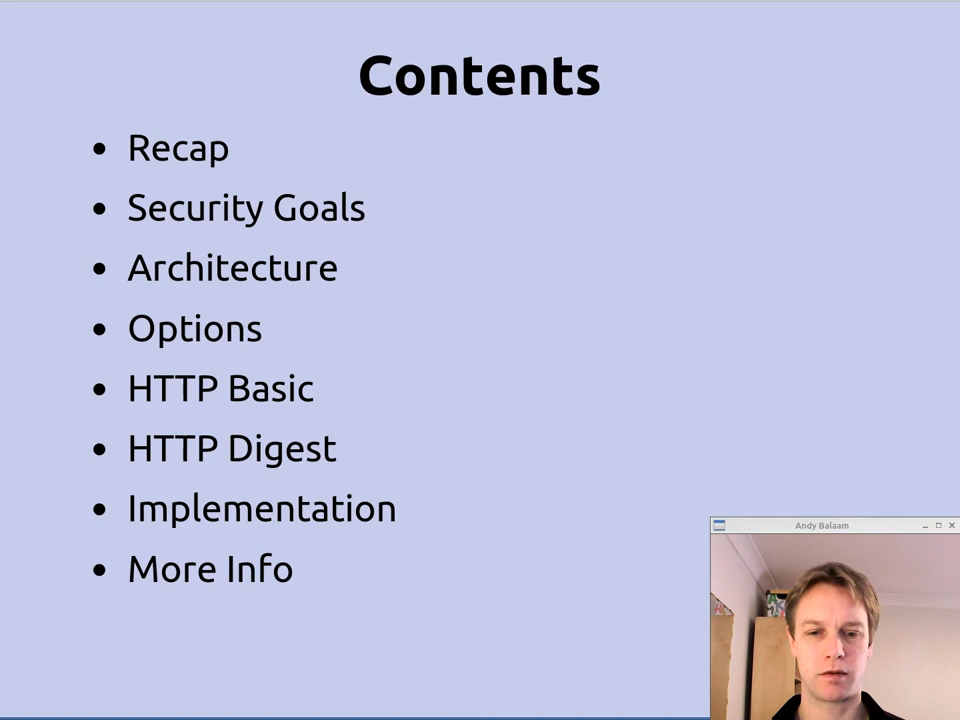 Contents
• Recap
• Security Goals
• Architecture
• Options
• HTTP Basic
• HTTP Digest
• Implementation
• More Info
Andy Balaam